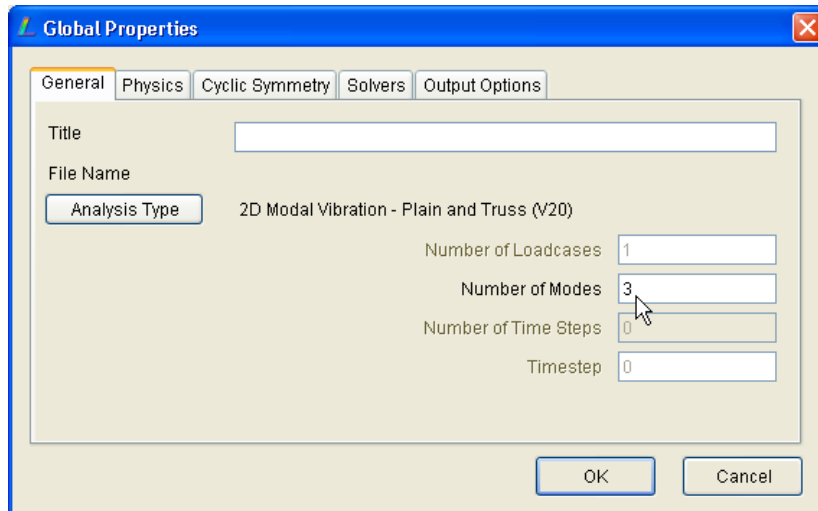 Global Properties
General Physics Cyclic Symmetry Solvers Output Options
Title
File Name
Analysis Type 2D Modal Vibration - Plain and Truss (V20)
Number of Loadcases 1
Number of Modes 3
Number of Time Steps 0
Timestep 0
OK Cancel